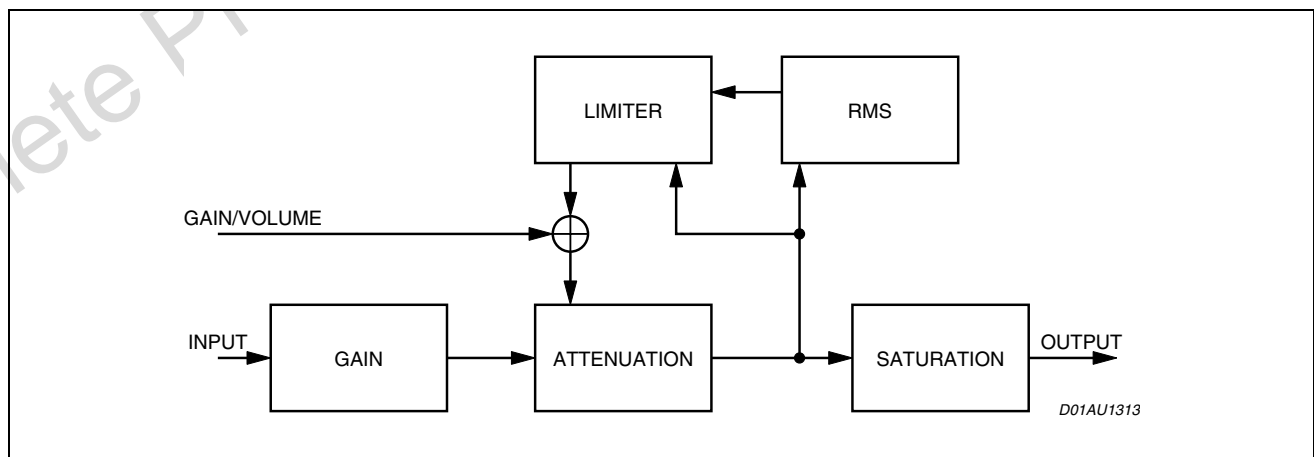 LIMITER
RMS
GAIN/VOLUME
INPUT
GAIN
ATTENUATION
SATURATION
OUTPUT
D01AU1313